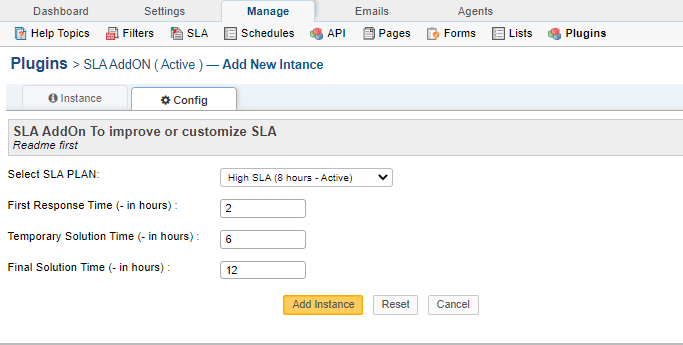 Dashboard Settings Manage Emails Agents
Help Topics Filters SLA Schedules API Pages Forms Lists Plugins
Plugins > SLA AddON ( Active ) — Add New Intance
Instance Config
SLA AddOn To improve or customize SLA
Readme first
Select SLA PLAN: High SLA (8 hours - Active)
First Response Time (- in hours) : 2
Temporary Solution Time (- in hours) : 6
Final Solution Time (- in hours) : 12
Add Instance Reset Cancel